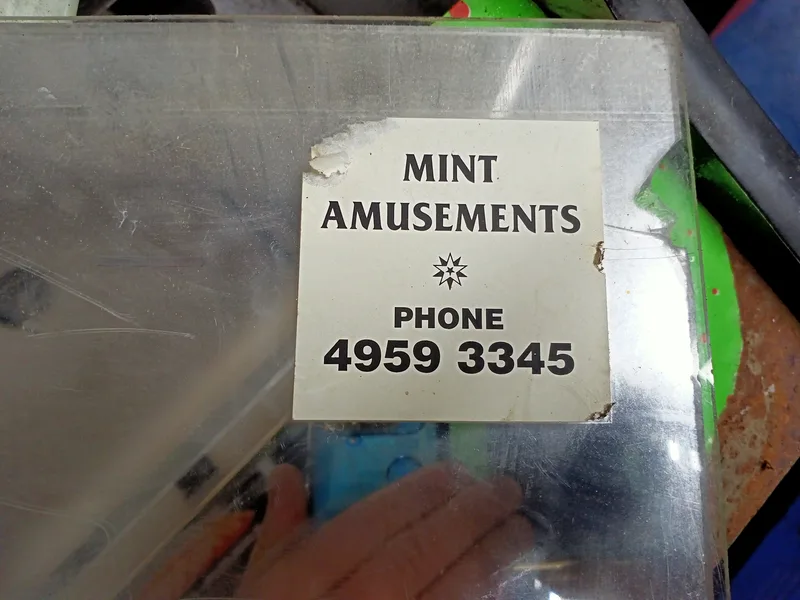 MINT
AMUSEMENTS
PHONE
4959 3345